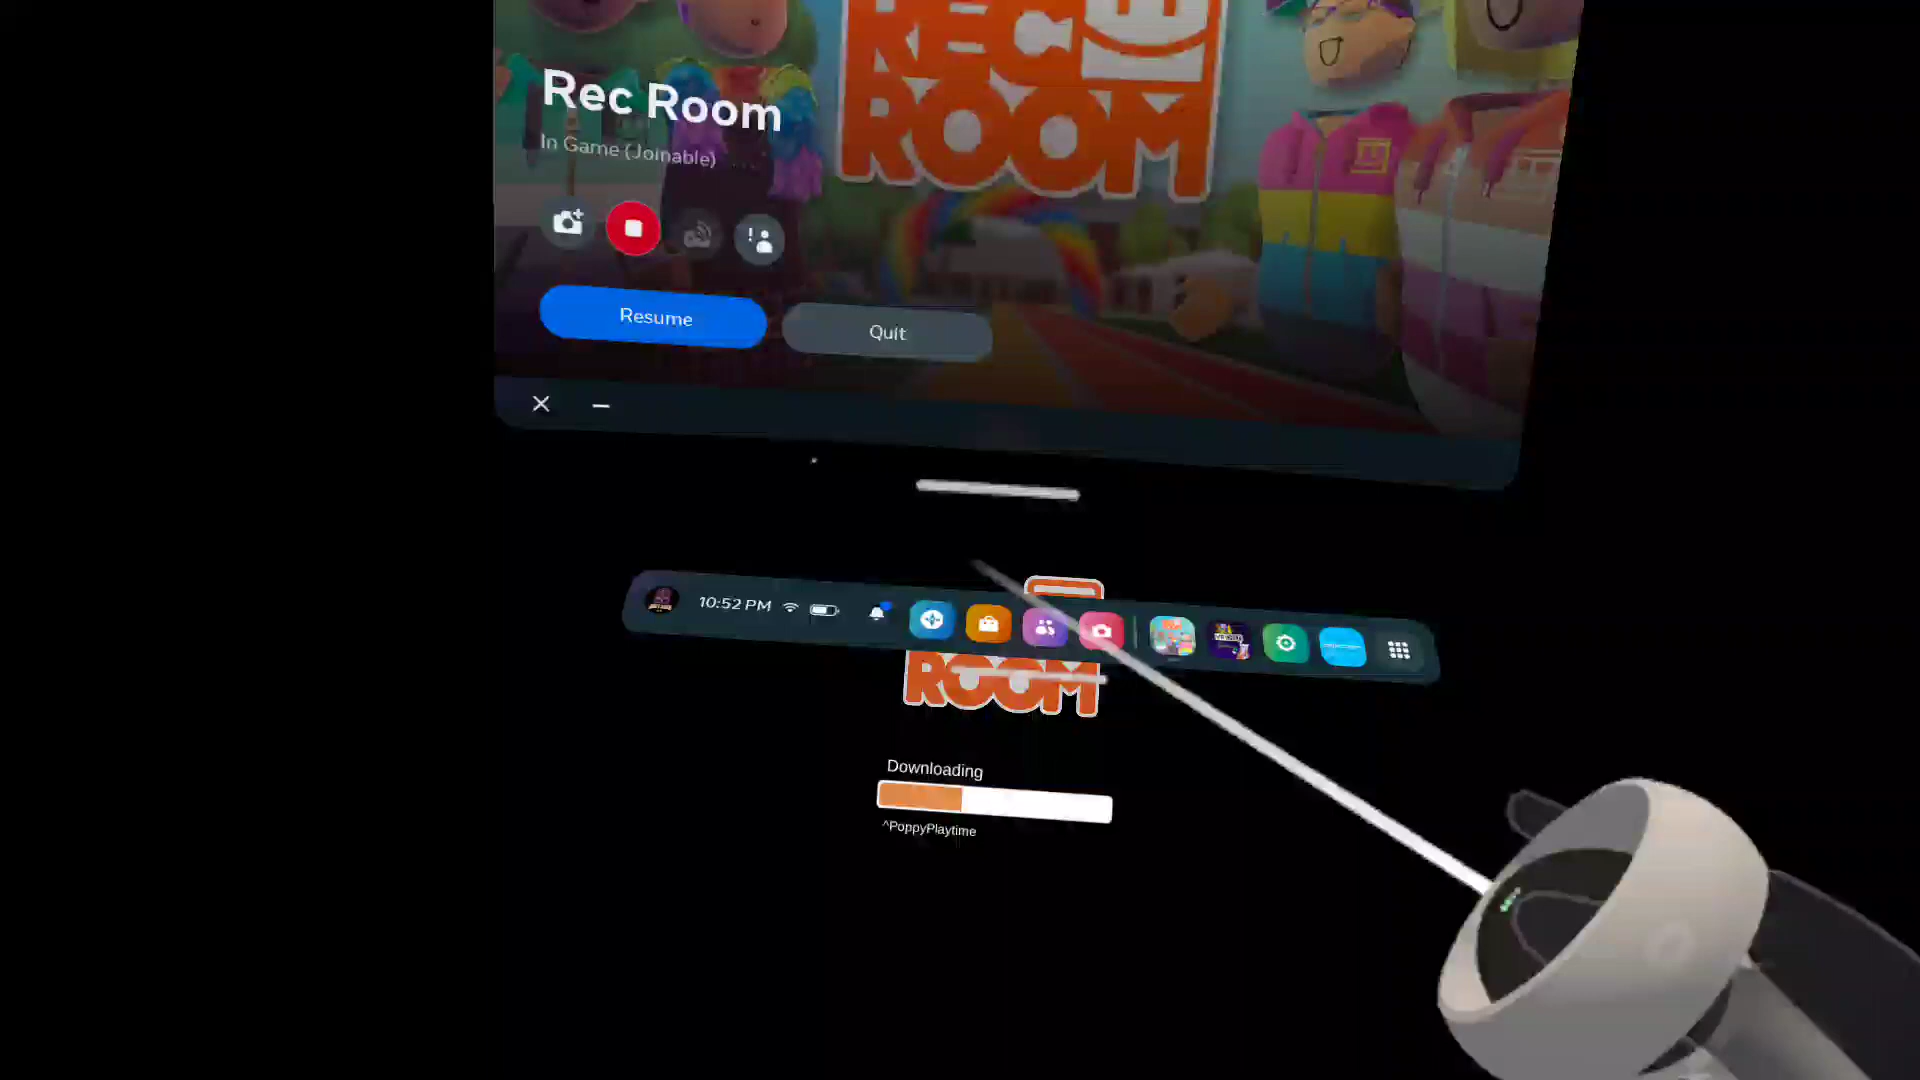 REC
ROOM
Rec Room
In Game (Joinable)
Resume
Quit
10:52 PM
ROOM
Downloading
^PoppyPlaytime